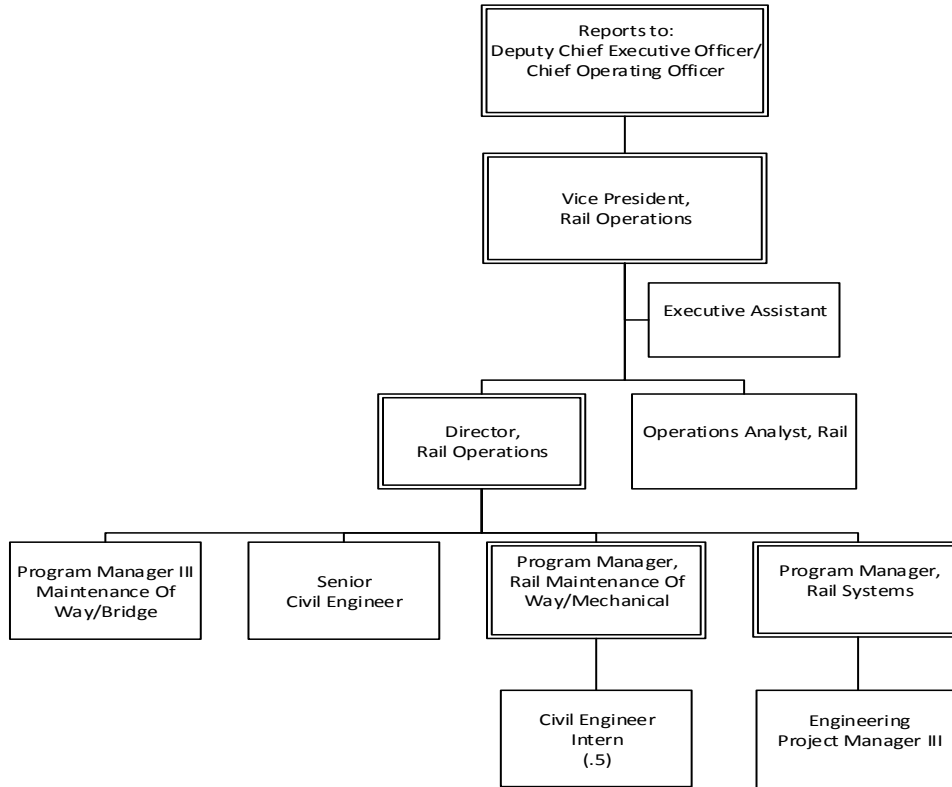 Reports to:
Deputy Chief Executive Officer/
Chief Operating Officer
Vice President,
Rail Operations
Executive Assistant
Director,
Rail Operations
Operations Analyst, Rail
Program Manager III
Maintenance Of
Way/Bridge
Senior
Civil Engineer
Program Manager,
Rail Maintenance Of
Way/Mechanical
Program Manager,
Rail Systems
Civil Engineer
Intern
(.5)
Engineering
Project Manager III